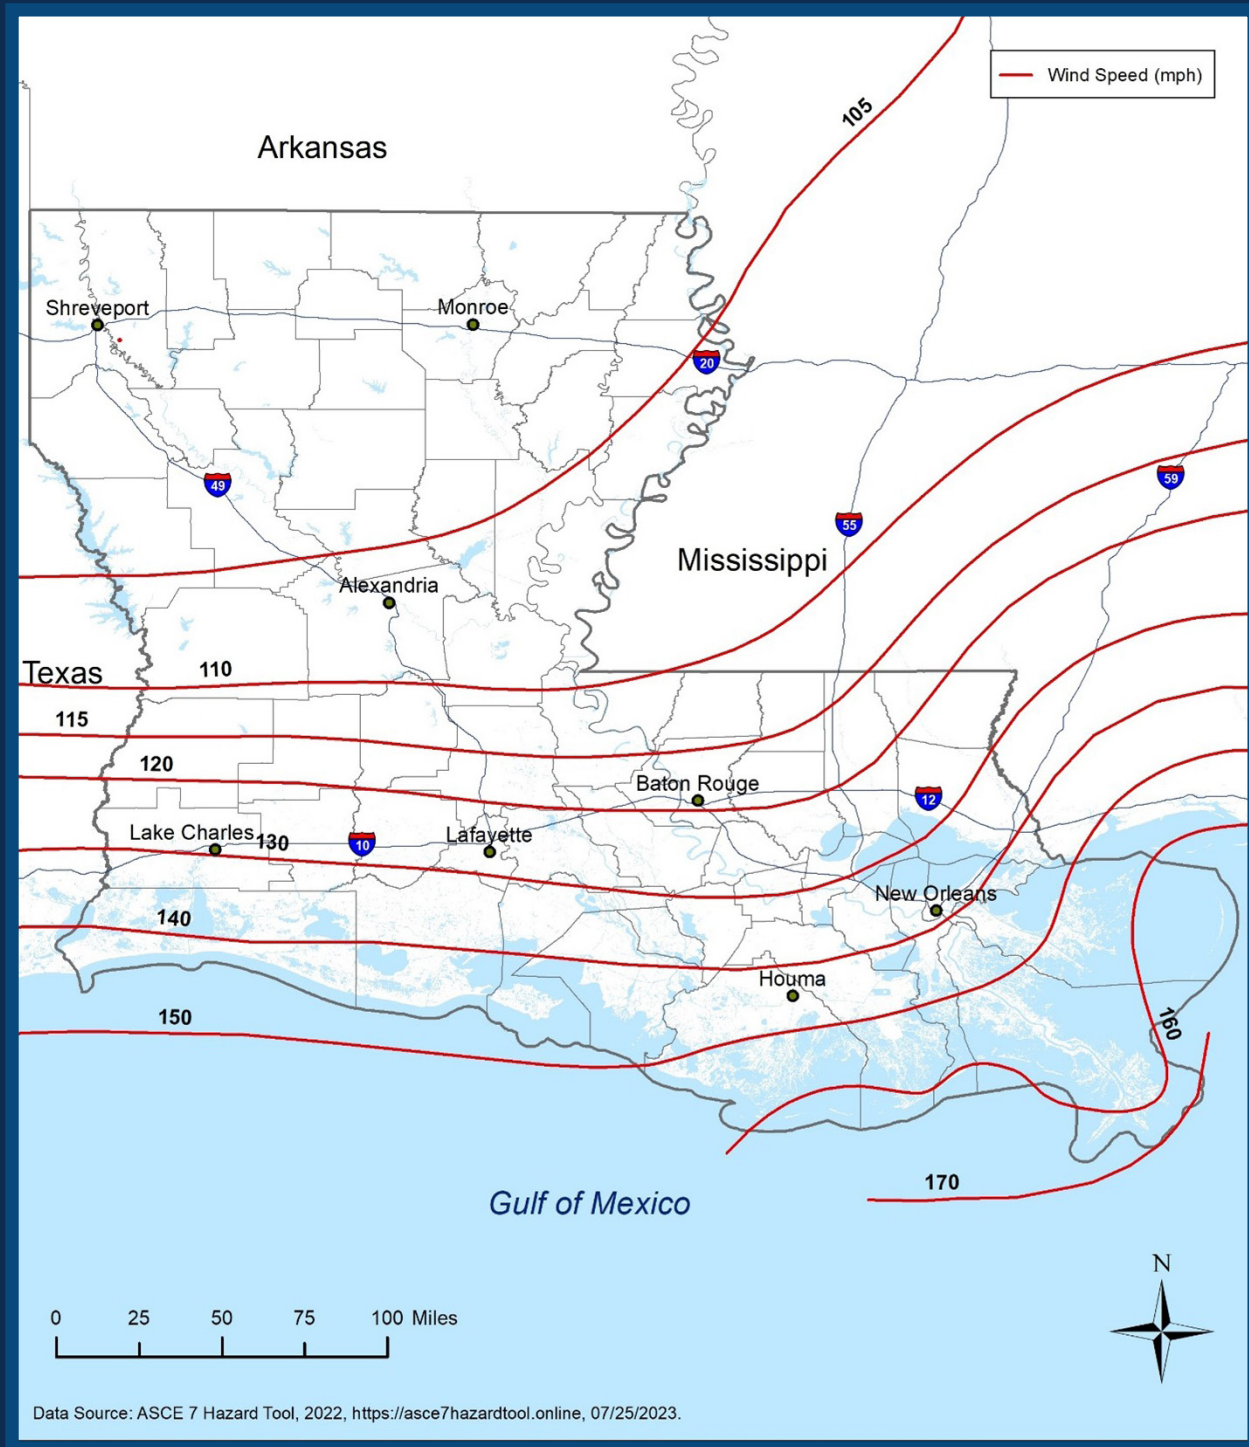 Wind Speed (mph)
105
Arkansas
Shreveport
Monroe
20
49
59
55
Mississippi
Alexandria
Texas
110
115
120
Baton Rouge
12
Lake Charles
130
10
Lafayette
New Orleans
140
Houma
150
160
170
Gulf of Mexico
N
0 25 50 75 100 Miles
Data Source: ASCE 7 Hazard Tool, 2022, https://asce7hazardtool.online, 07/25/2023.